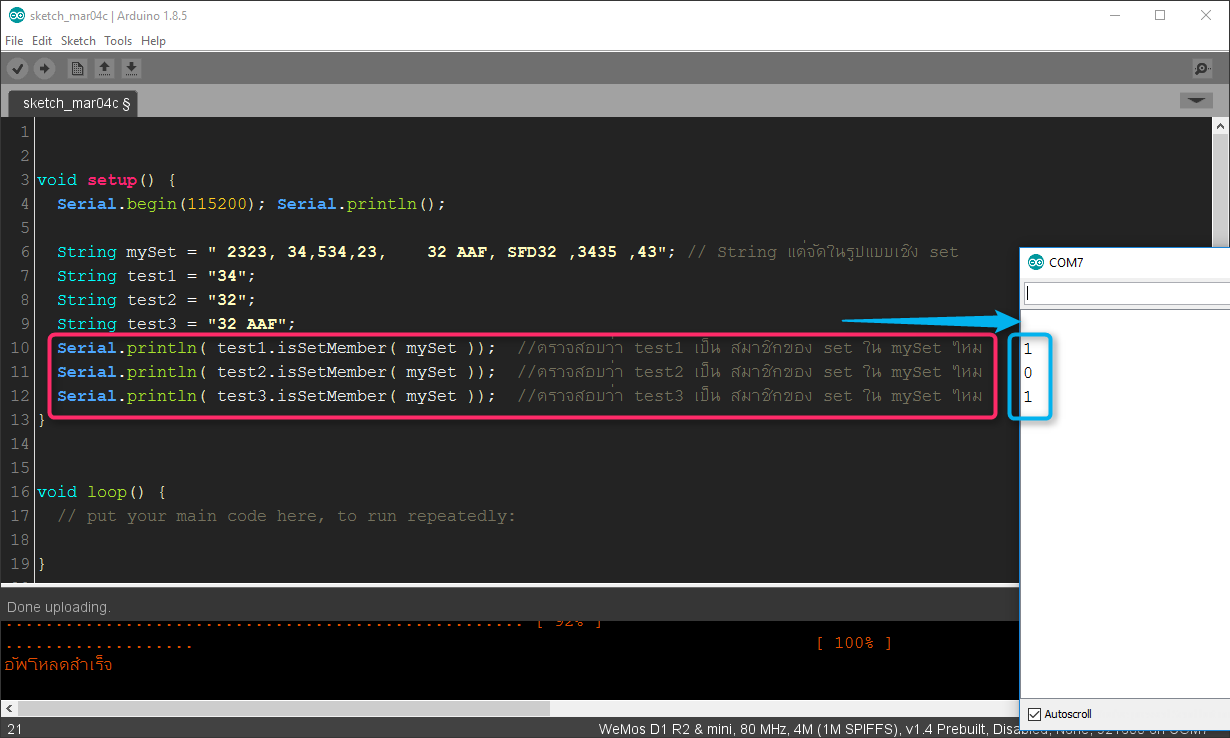 sketch_mar04c | Arduino 1.8.5
File Edit Sketch Tools Help
sketch_mar04c §
1
2
3 void setup() {
4 Serial.begin(115200); Serial.println();
5
6 String mySet = " 2323, 34,534,23,    32 AAF, SFD32 ,3435 ,43"; // String แต่จัดในรูปแบบเชิง set
7 String test1 = "34";
8 String test2 = "32";
9 String test3 = "32 AAF";
10 Serial.println( test1.isSetMember( mySet )); //ตรวจสอบว่า test1 เป็น สมาชิกของ set ใน mySet ไหม
11 Serial.println( test2.isSetMember( mySet )); //ตรวจสอบว่า test2 เป็น สมาชิกของ set ใน mySet ไหม
12 Serial.println( test3.isSetMember( mySet )); //ตรวจสอบว่า test3 เป็น สมาชิกของ set ใน mySet ไหม
13 }
14
15
16 void loop() {
17 // put your main code here, to run repeatedly:
18
19 }
COM7
1
0
1
Autoscroll
Done uploading.
.................................................... [ 92% ]
................... [ 100% ]
อัพโหลดสำเร็จ
21
WeMos D1 R2 & mini, 80 MHz, 4M (1M SPIFFS), v1.4 Prebuilt, Disabled, None,